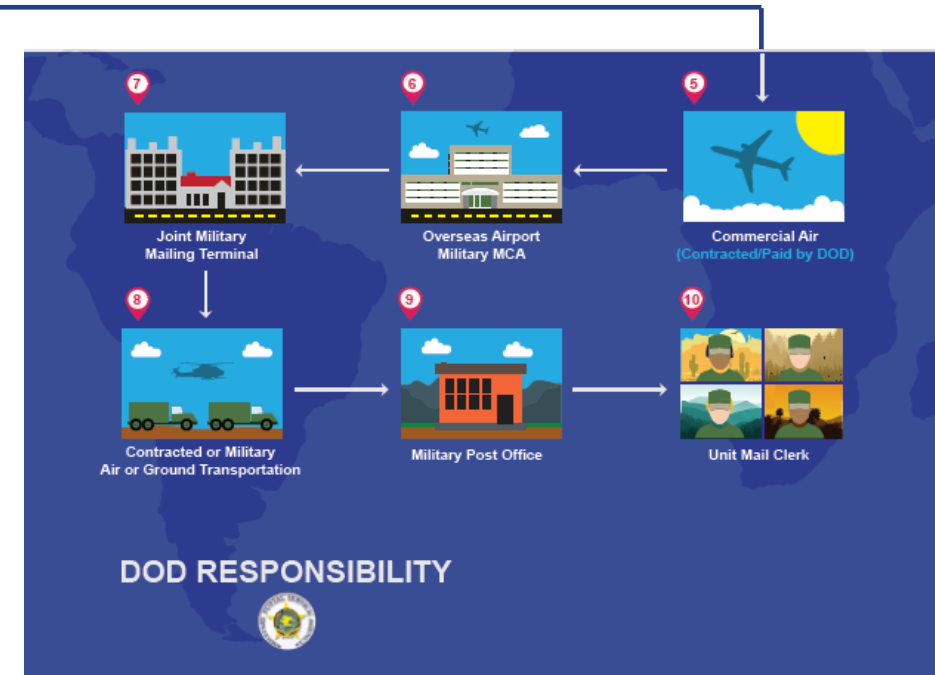 7
6
5
Joint Military
Mailing Terminal
Overseas Airport
Military MCA
Commercial Air
(Contracted/Paid by DOD)
8
9
10
Contracted or Military
Air or Ground Transportation
Military Post Office
Unit Mail Clerk
DOD RESPONSIBILITY